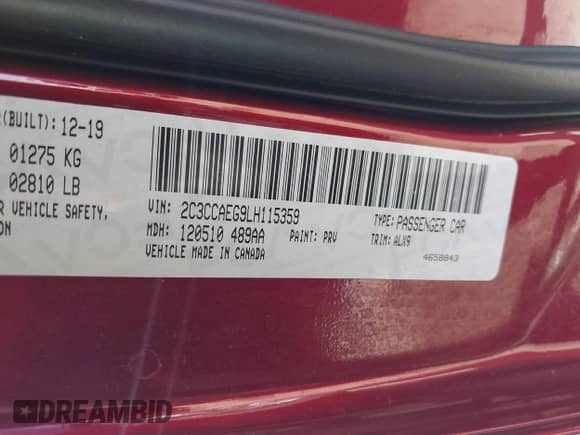 R(BUILT): 12-19
01275 KG
02810 LB
R VEHICLE SAFETY,
ON
VIN: 2C3CCAEG9LH115359
MDH: 120510 489AA
VEHICLE MADE IN CANADA
PAINT: PRV
TYPE: PASSENGER CAR
TRIM: ALX9
4658843
DREAMBID